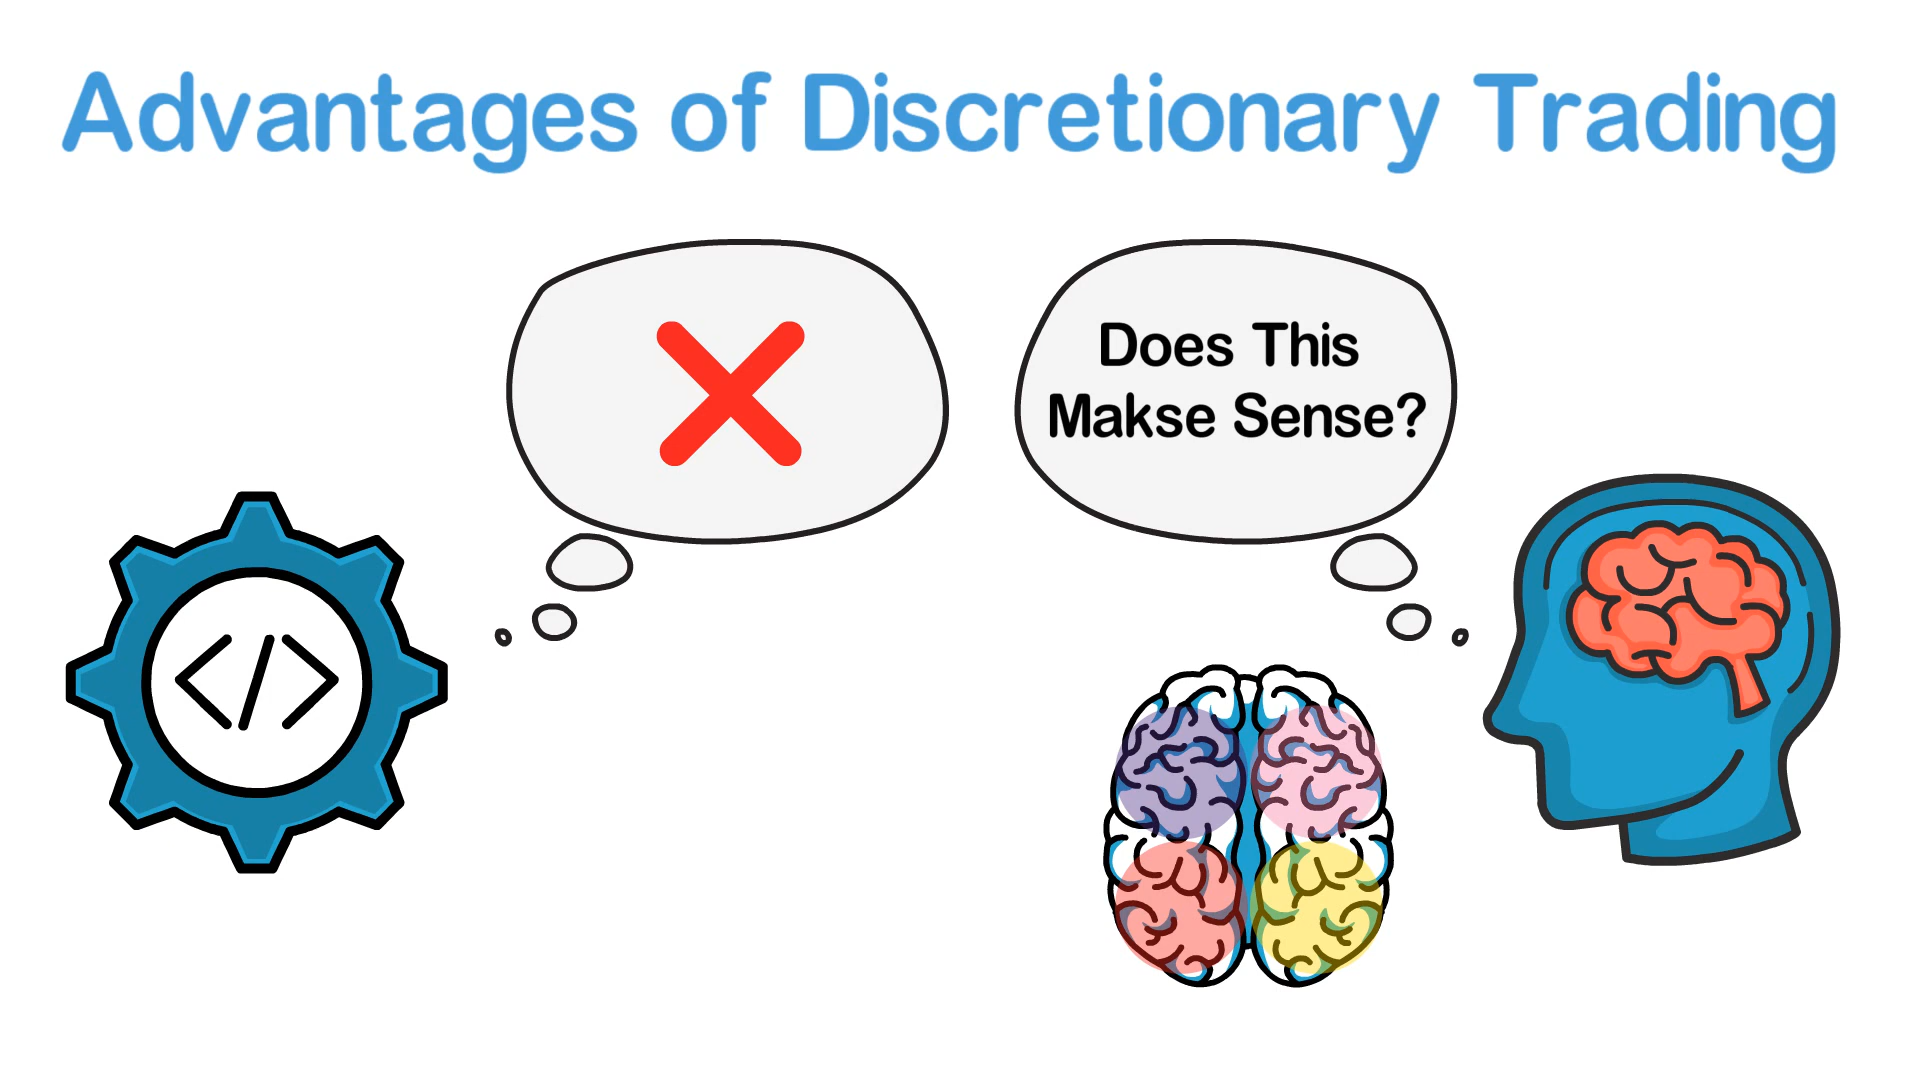 Advantages of Discretionary Trading
Does This
Makse Sense?
</>